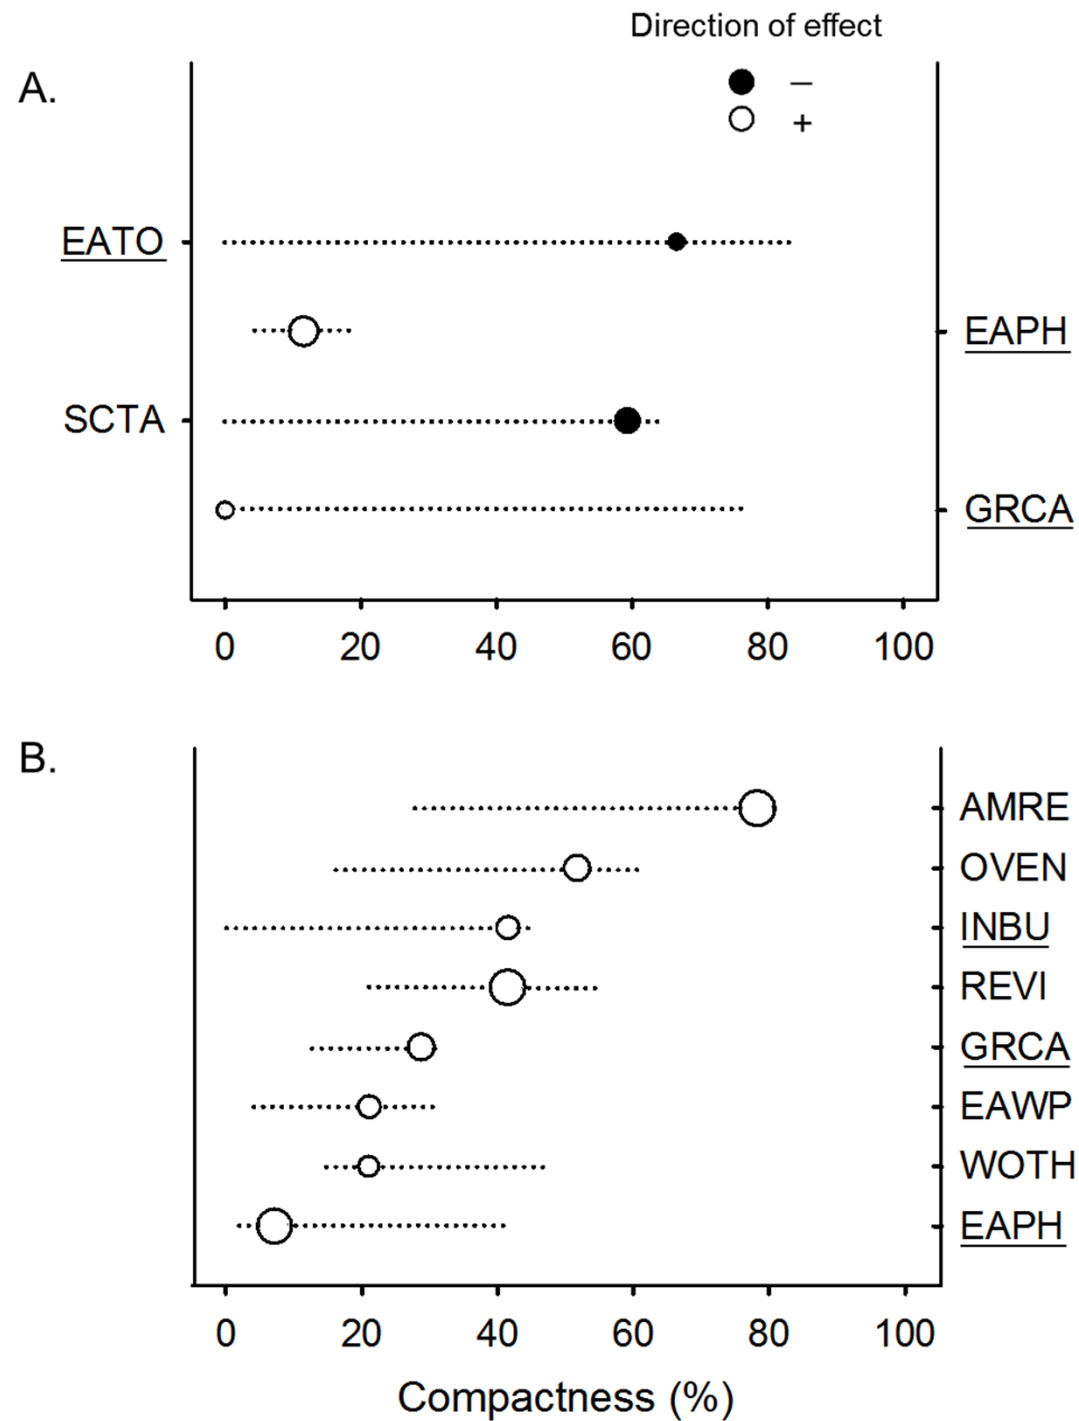 Direction of effect
A.
–
+
EATO
EAPH
SCTA
GRCA
0 20 40 60 80 100
B.
AMRE
OVEN
INBU
REVI
GRCA
EAWP
WOTH
EAPH
0 20 40 60 80 100
Compactness (%)